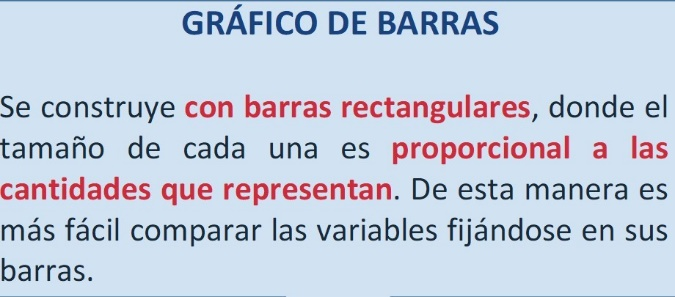 GRÁFICO DE BARRAS
Se construye con barras rectangulares, donde el
tamaño de cada una es proporcional a las
cantidades que representan. De esta manera es
más fácil comparar las variables fijándose en sus
barras.